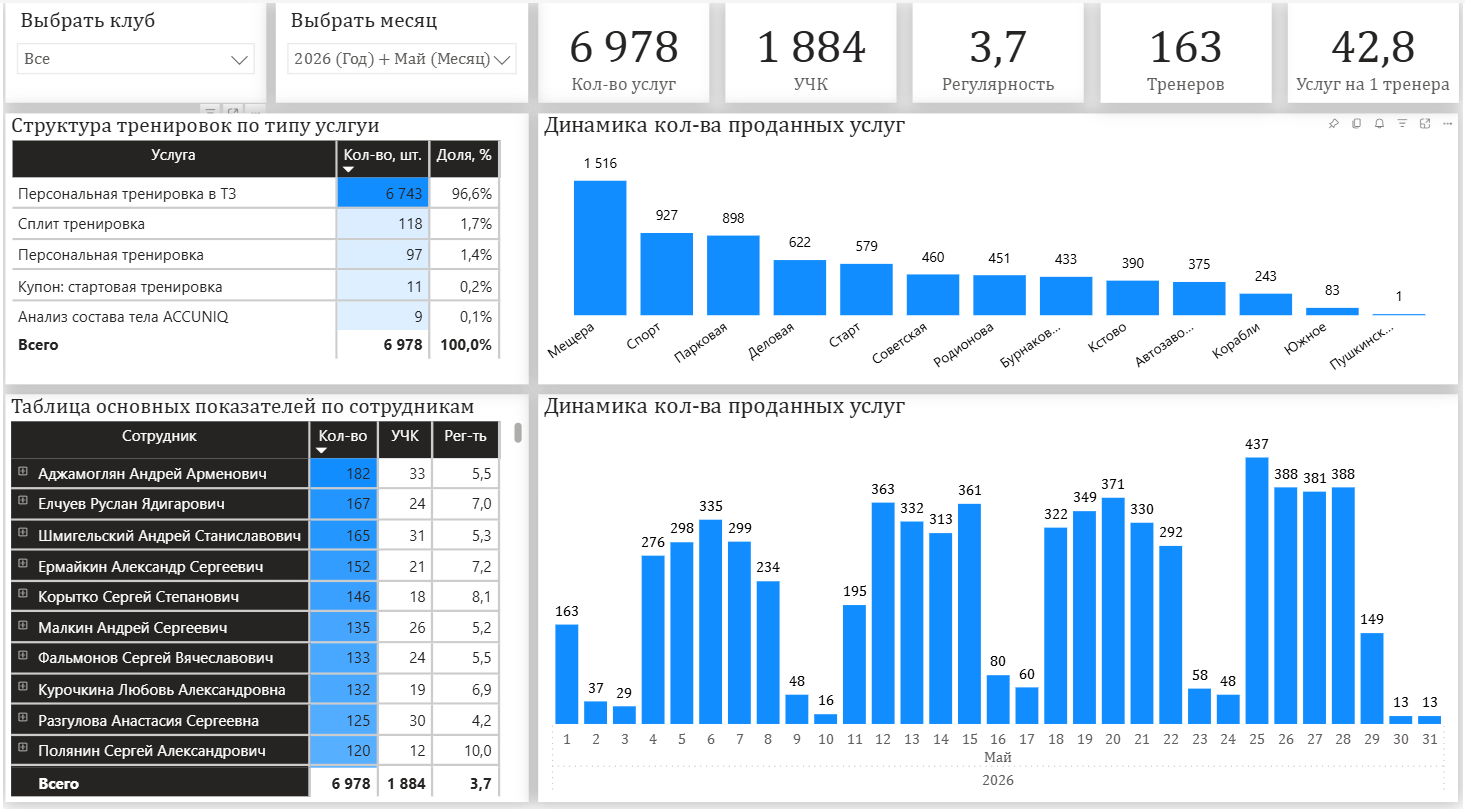 Выбрать клуб
Все
Выбрать месяц
2026 (Год) + Май (Месяц)
6 978
Кол-во услуг
1 884
УЧК
3,7
Регулярность
163
Тренеров
42,8
Услуг на 1 тренера
Структура тренировок по типу услгуи
Услуга Кол-во, шт. Доля, %
Персональная тренировка в ТЗ 6 743 96,6%
Сплит тренировка 118 1,7%
Персональная тренировка 97 1,4%
Купон: стартовая тренировка 11 0,2%
Анализ состава тела ACCUNIQ 9 0,1%
Всего 6 978 100,0%
Динамика кол-ва проданных услуг
1 516 927 898 622 579 460 451 433 390 375 243 83 1
Мещера Спорт Парковая Деловая Старт Советская Родионова Бурнаков... Кстово Автозаво... Корабли Южное Пушкинск...
Таблица основных показателей по сотрудникам
Сотрудник Кол-во УЧК Рег-ть
Аджамоглян Андрей Арменович 182 33 5,5
Елчуев Руслан Ядигарович 167 24 7,0
Шмигельский Андрей Станиславович 165 31 5,3
Ермайкин Александр Сергеевич 152 21 7,2
Корытко Сергей Степанович 146 18 8,1
Малкин Андрей Сергеевич 135 26 5,2
Фальмонов Сергей Вячеславович 133 24 5,5
Курочкина Любовь Александровна 132 19 6,9
Разгулова Анастасия Сергеевна 125 30 4,2
Полянин Сергей Александрович 120 12 10,0
Всего 6 978 1 884 3,7
Динамика кол-ва проданных услуг
163 37 29 276 298 335 299 234 48 16 195 363 332 313 361 80 60 322 349 371 330 292 58 48 437 388 381 388 149 13 13
1 2 3 4 5 6 7 8 9 10 11 12 13 14 15 16 17 18 19 20 21 22 23 24 25 26 27 28 29 30 31
Май
2026